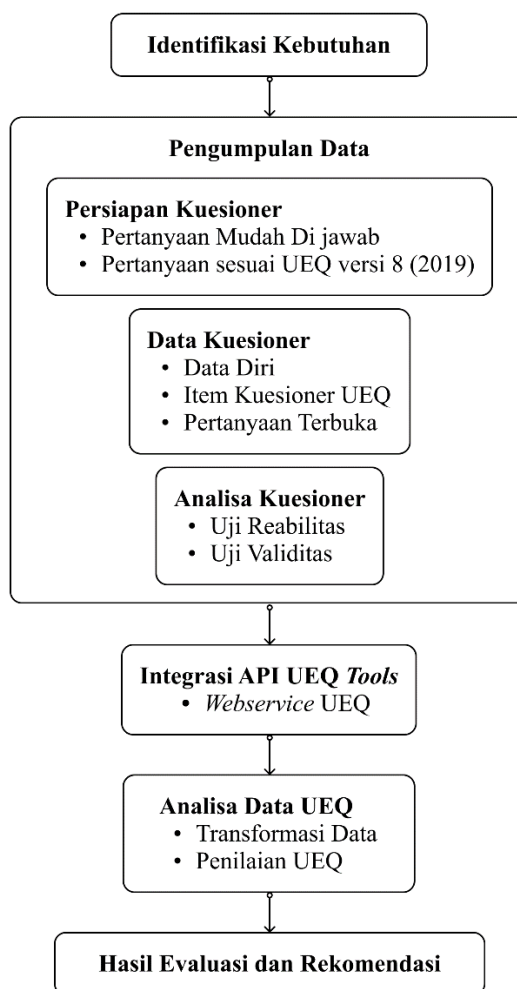 Identifikasi Kebutuhan
Pengumpulan Data
Persiapan Kuesioner
• Pertanyaan Mudah Di jawab
• Pertanyaan sesuai UEQ versi 8 (2019)
Data Kuesioner
• Data Diri
• Item Kuesioner UEQ
• Pertanyaan Terbuka
Analisa Kuesioner
• Uji Reabilitas
• Uji Validitas
Integrasi API UEQ Tools
• Webservice UEQ
Analisa Data UEQ
• Transformasi Data
• Penilaian UEQ
Hasil Evaluasi dan Rekomendasi